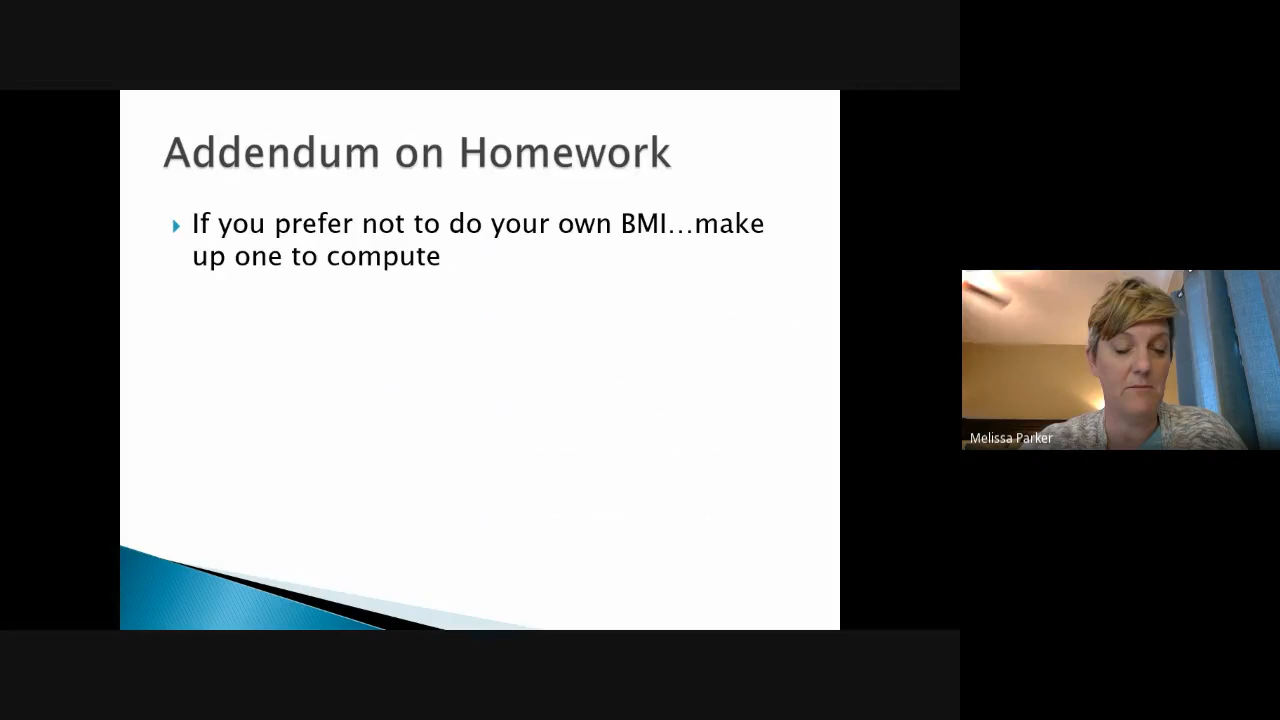 Addendum on Homework
If you prefer not to do your own BMI…make
up one to compute
Melissa Parker